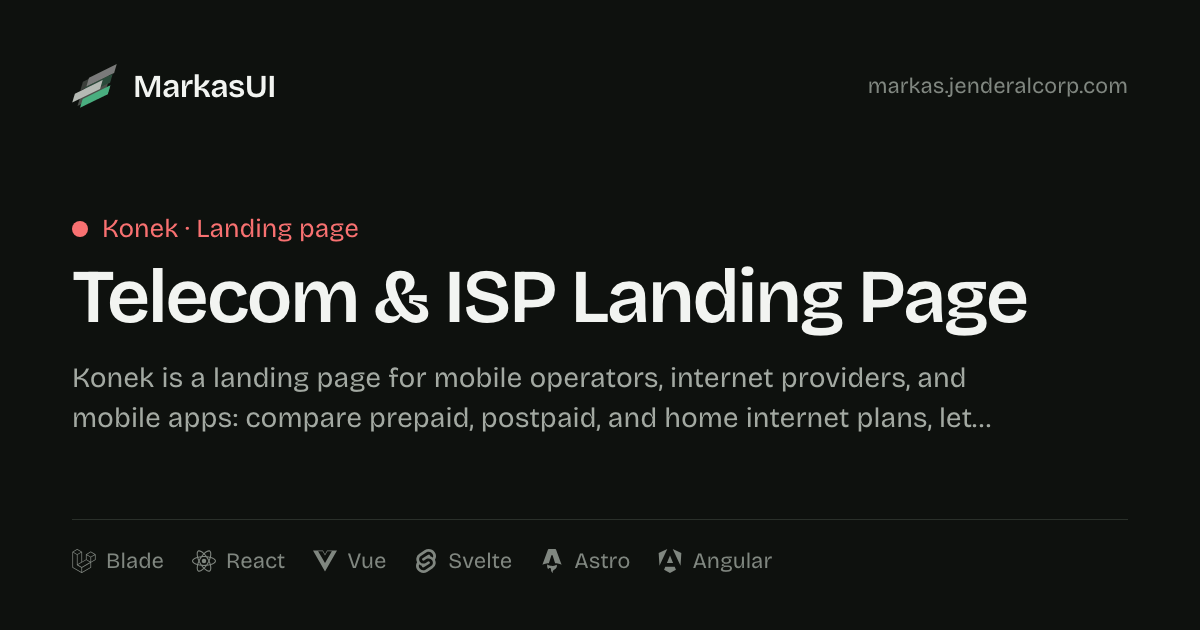 MarkasUI
markas.jenderalcorp.com
Konek · Landing page
Telecom & ISP Landing Page
Konek is a landing page for mobile operators, internet providers, and
mobile apps: compare prepaid, postpaid, and home internet plans, let...
Blade React Vue Svelte Astro Angular